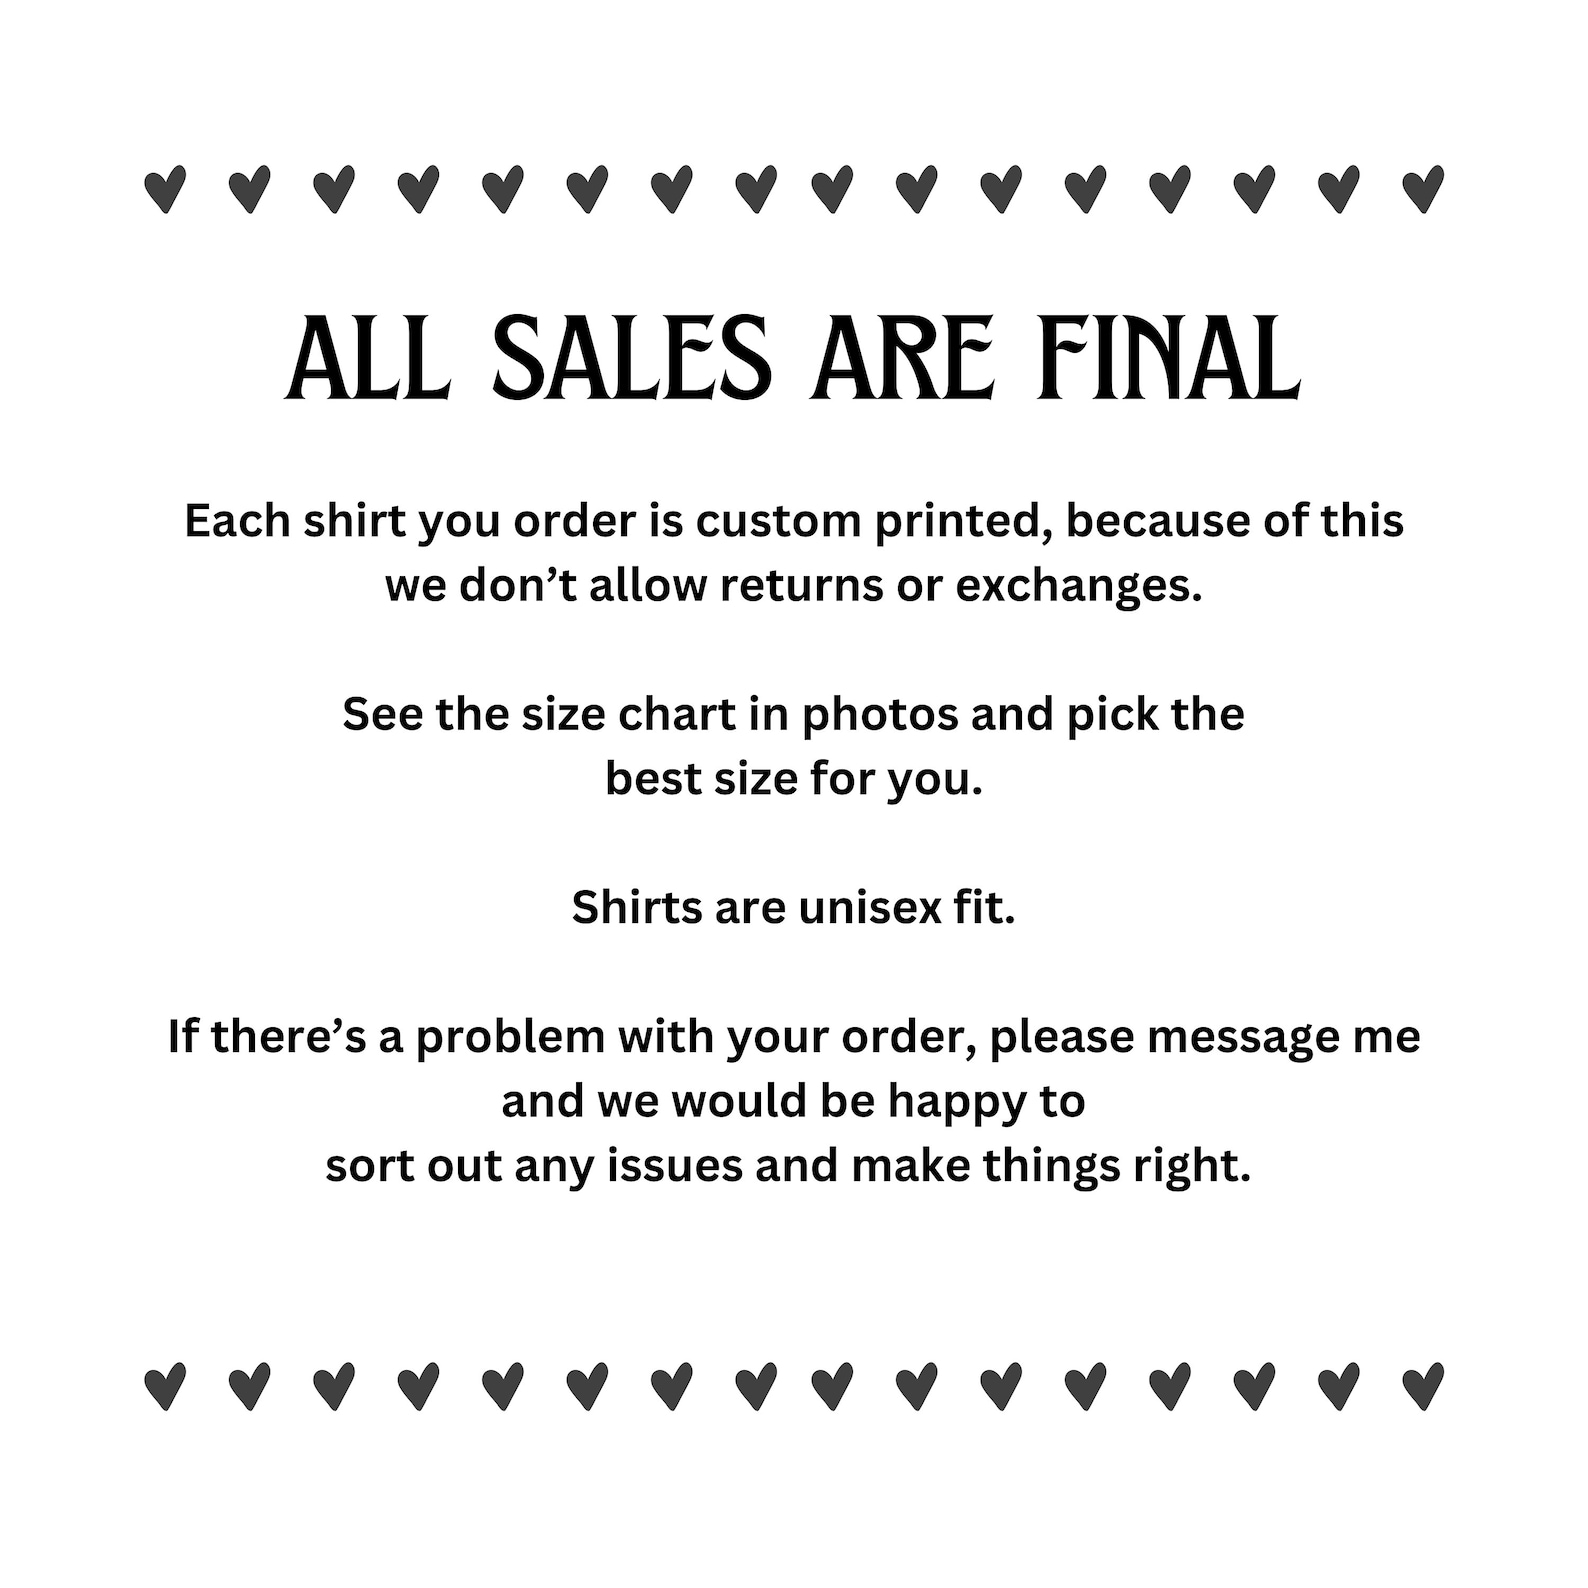 ALL SALES ARE FINAL
Each shirt you order is custom printed, because of this
we don’t allow returns or exchanges.
See the size chart in photos and pick the
best size for you.
Shirts are unisex fit.
If there’s a problem with your order, please message me
and we would be happy to
sort out any issues and make things right.